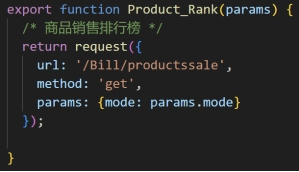 export function Product_Rank(params) {
/* 商品销售排行榜 */
return request({
url: '/Bill/productssale',
method: 'get',
params: {mode: params.mode}
});
}